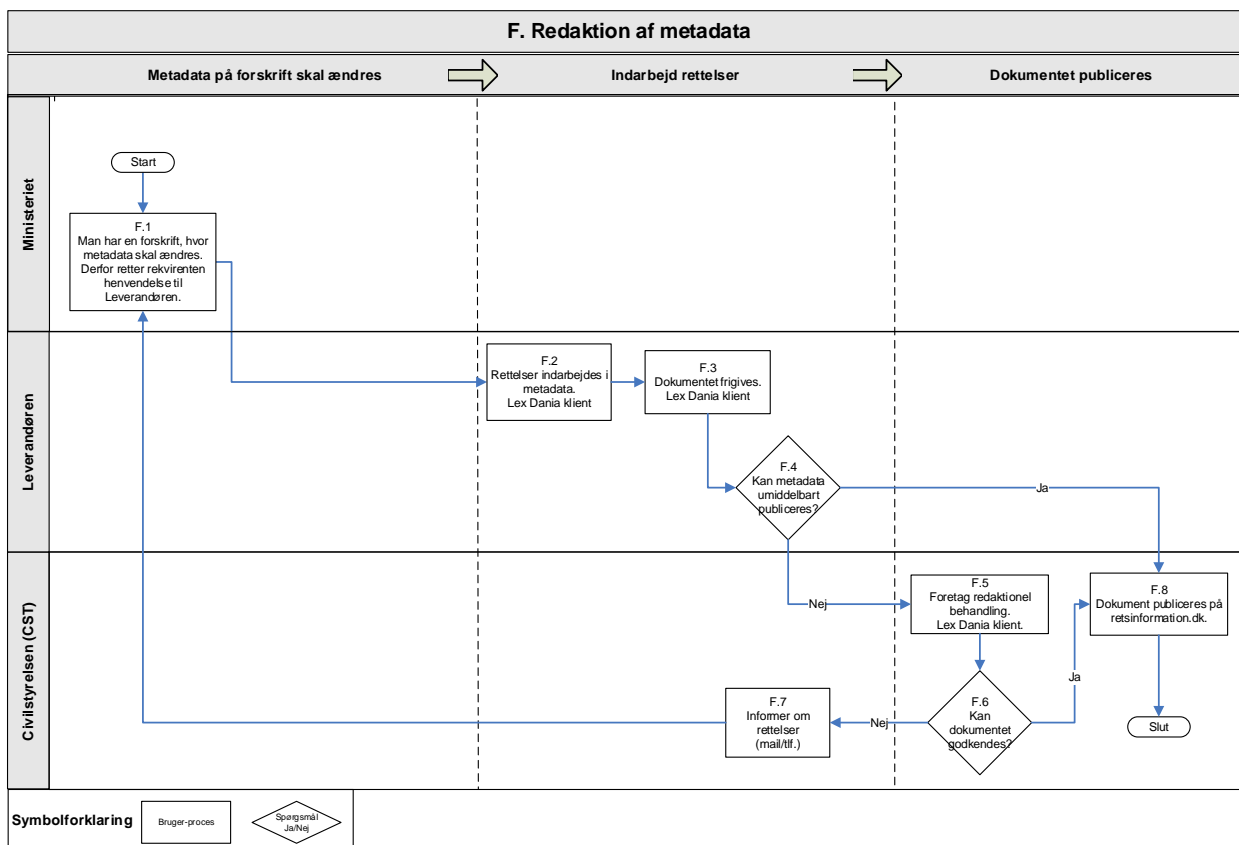 F. Redaktion af metadata
Metadata på forskrift skal ændres
Indarbejd rettelser
Dokumentet publiceres
Ministeriet
Start
F.1
Man har en forskrift, hvor
metadata skal ændres.
Derfor retter rekvirenten
henvendelse til
Leverandøren.
Leverandøren
F.2
Rettelser indarbejdes i
metadata.
Lex Dania klient
F.3
Dokumentet frigives.
Lex Dania klient
F.4
Kan metadata
umiddelbart
publiceres?
Ja
Nej
Civilstyrelsen (CST)
F.5
Foretag redaktionel
behandling.
Lex Dania klient.
F.8
Dokument publiceres på
retsinformation.dk.
Ja
F.6
Kan
dokumentet
godkendes?
Nej
F.7
Informer om
rettelser
(mail/tlf.)
Slut
Symbolforklaring
Bruger-proces
Spørgsmål
Ja/Nej